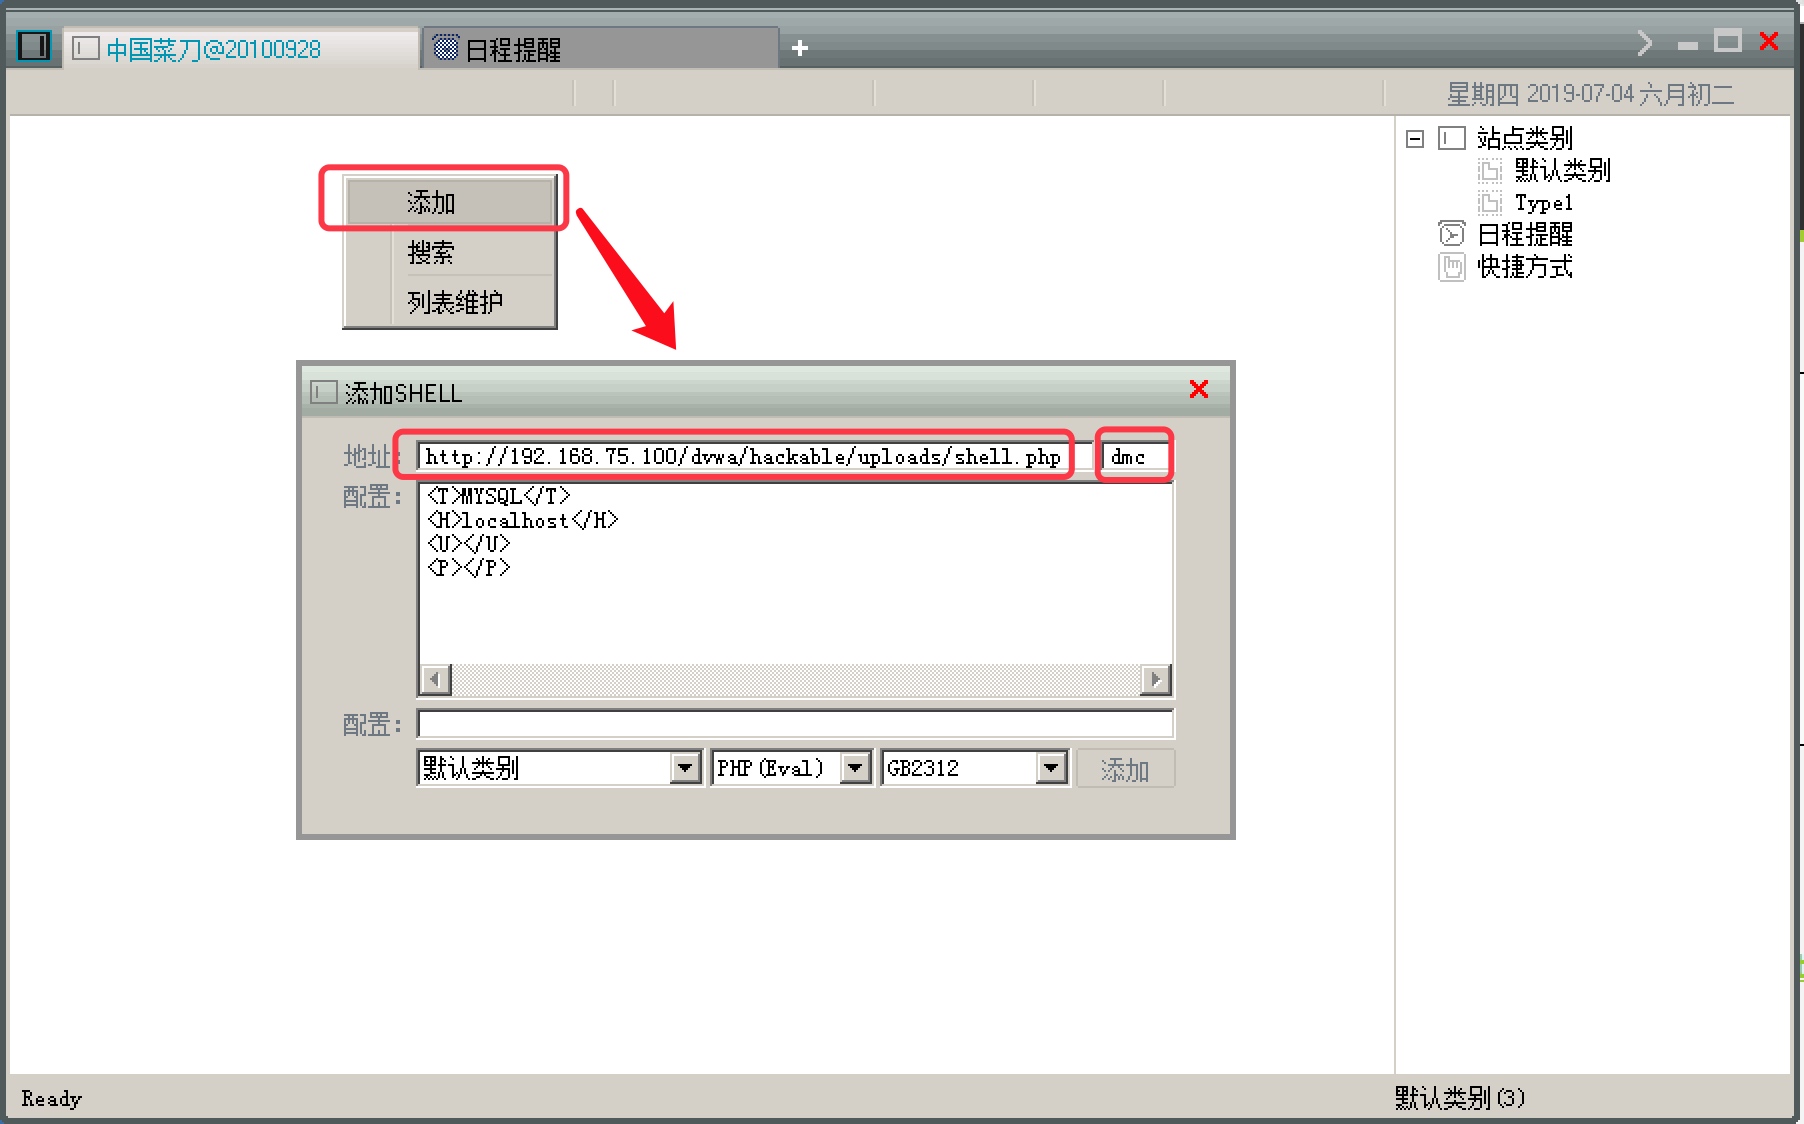 中国菜刀@20100928
日程提醒
星期四 2019-07-04 六月初二
添加
搜索
列表维护
站点类别
默认类别
Type1
日程提醒
快捷方式
添加SHELL
地址: http://192.168.75.100/dvwa/hackable/uploads/shell.php dmc
配置: <T>MYSQL</T>
<H>localhost</H>
<U></U>
<P></P>
配置:
默认类别 PHP(Eval) GB2312 添加
Ready
默认类别(3)